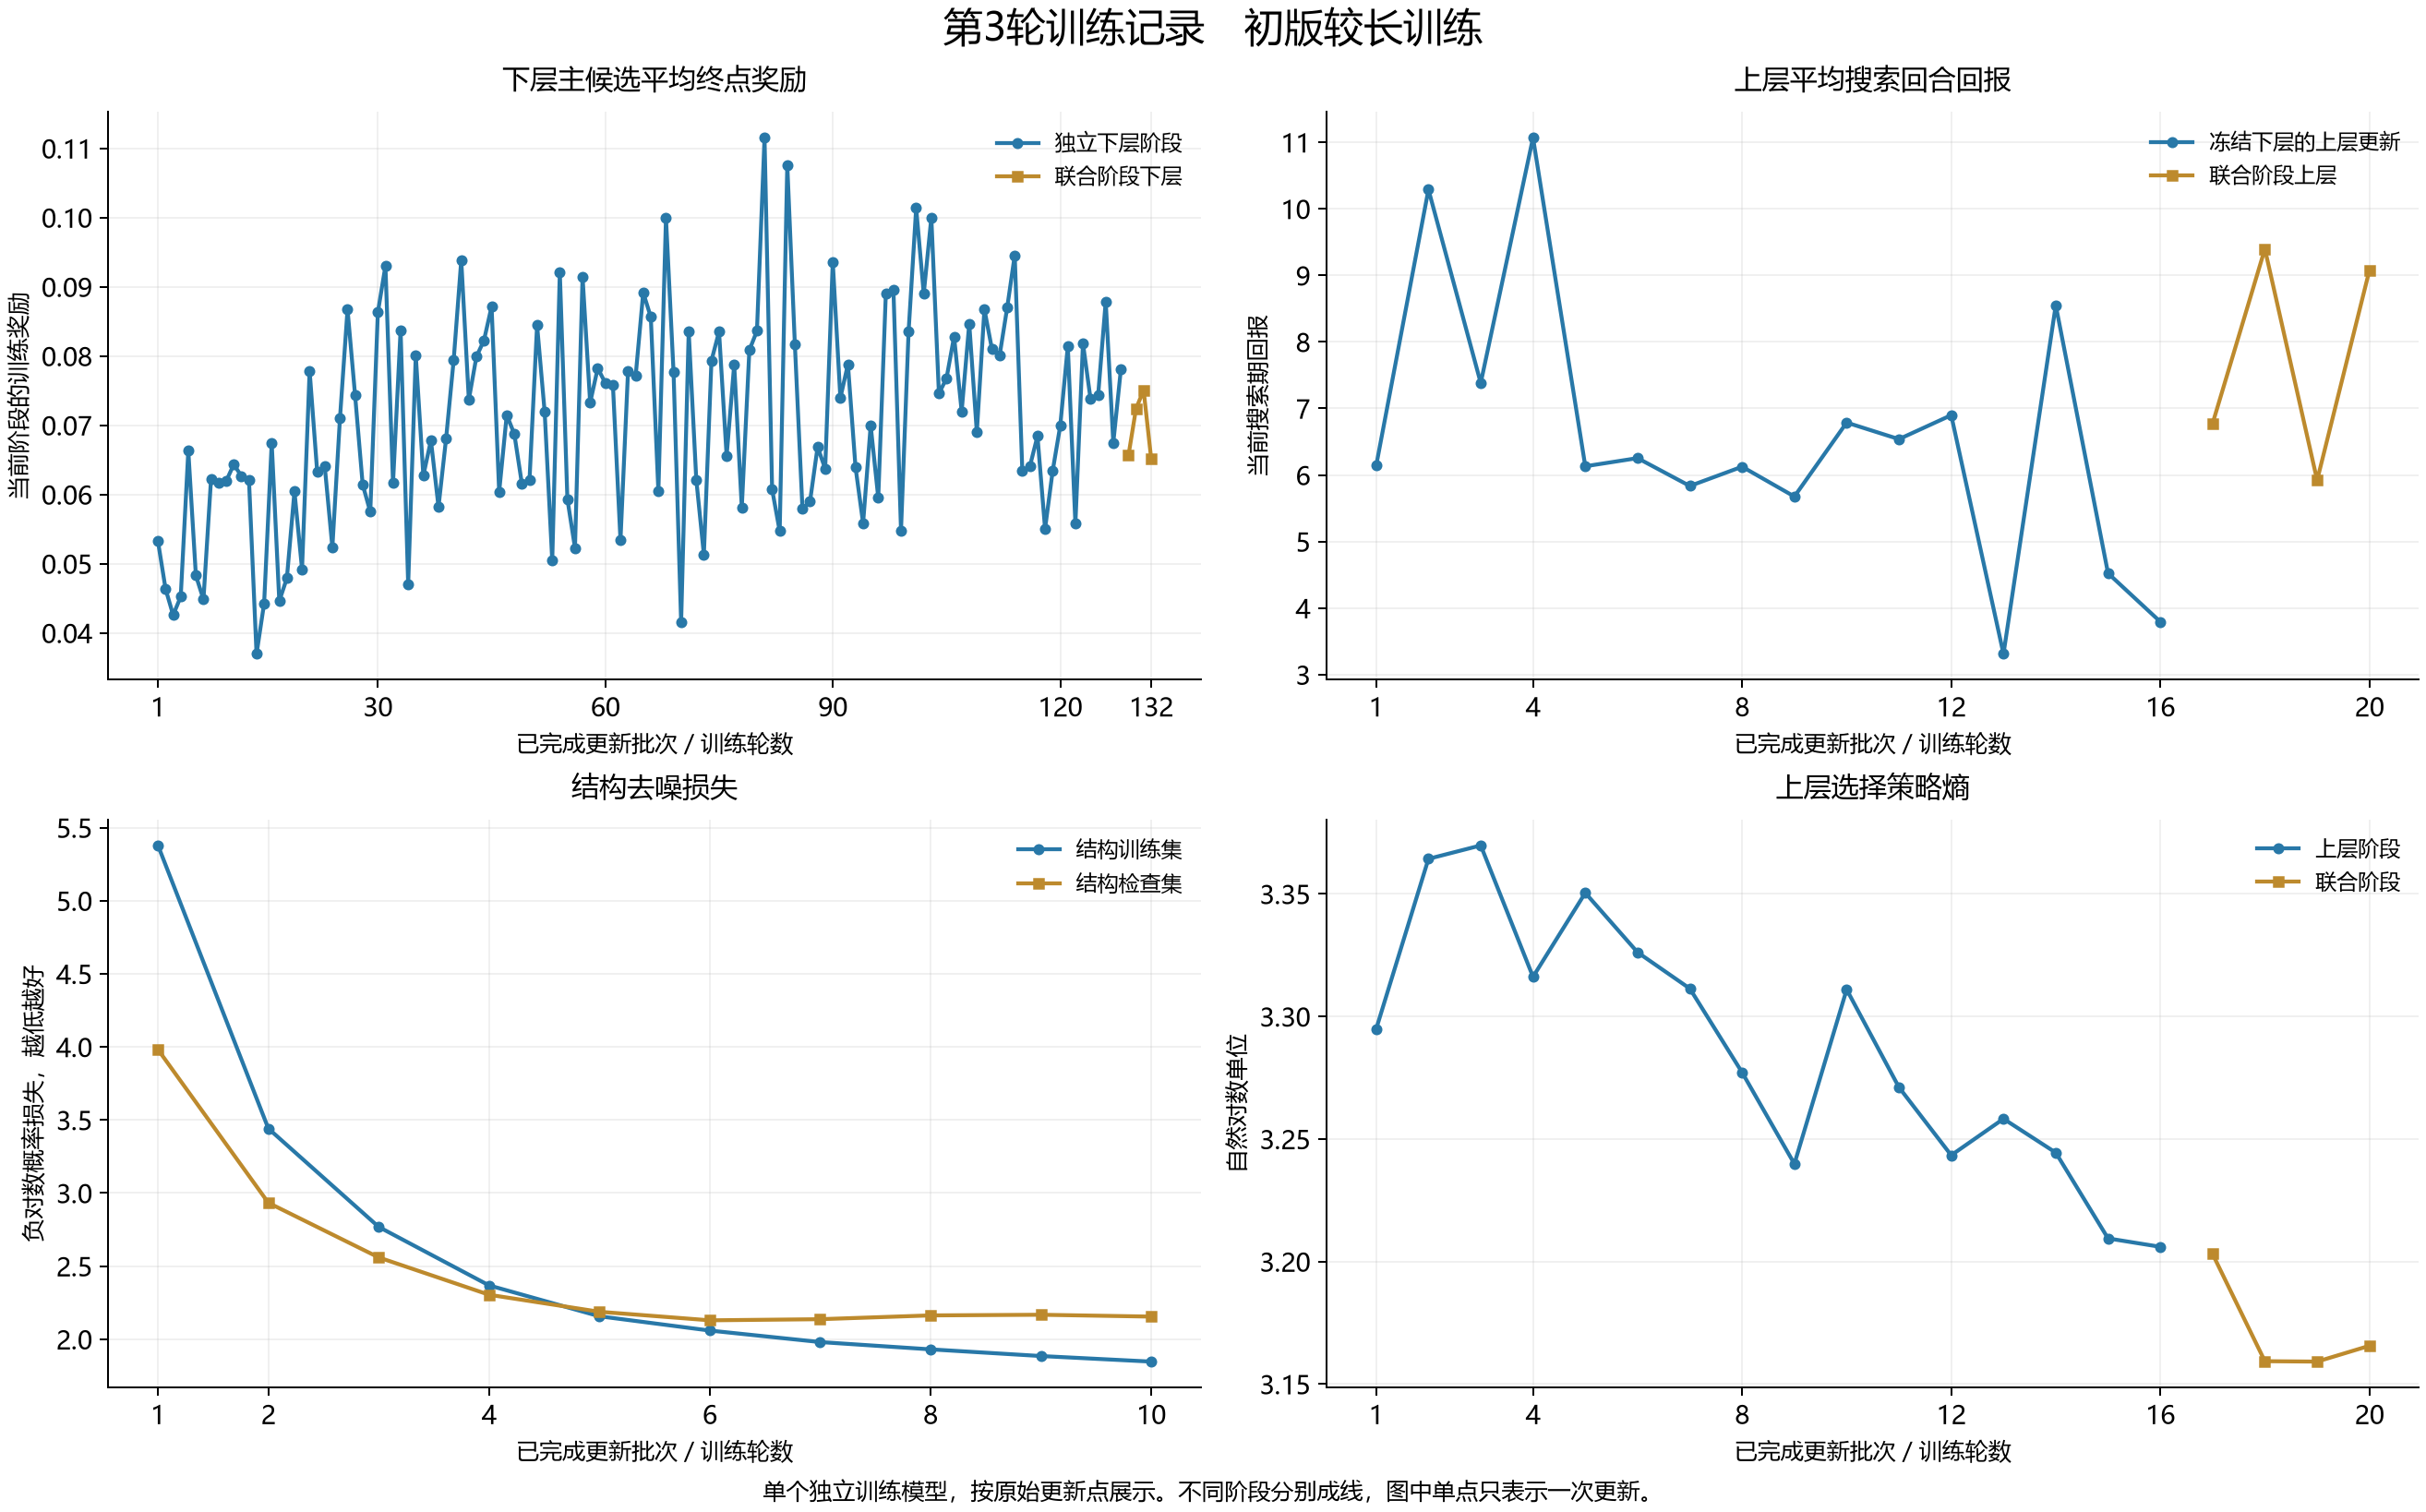 第3轮训练记录　初版较长训练
下层主候选平均终点奖励
当前阶段的训练奖励
0.11
0.10
0.09
0.08
0.07
0.06
0.05
0.04
独立下层阶段
联合阶段下层
1 30 60 90 120 132
已完成更新批次 / 训练轮数
上层平均搜索回合回报
当前搜索期回报
11
10
9
8
7
6
5
4
3
冻结下层的上层更新
联合阶段上层
1 4 8 12 16 20
已完成更新批次 / 训练轮数
结构去噪损失
负对数概率损失，越低越好
5.5
5.0
4.5
4.0
3.5
3.0
2.5
2.0
结构训练集
结构检查集
1 2 4 6 8 10
已完成更新批次 / 训练轮数
上层选择策略熵
自然对数单位
3.35
3.30
3.25
3.20
3.15
上层阶段
联合阶段
1 4 8 12 16 20
已完成更新批次 / 训练轮数
单个独立训练模型，按原始更新点展示。不同阶段分别成线，图中单点只表示一次更新。